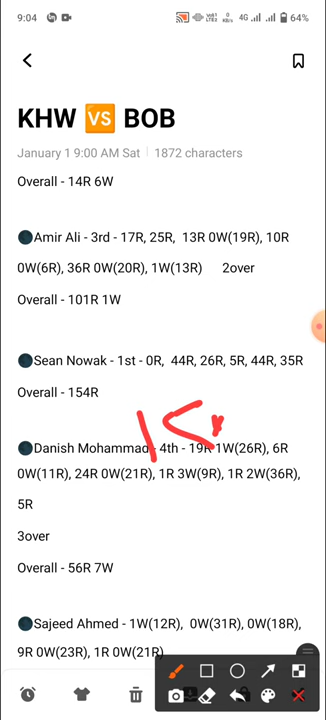 9:04 4G 64%
KHW 🆚 BOB
January 1 9:00 AM Sat | 1872 characters
Overall - 14R 6W
🌑Amir Ali - 3rd - 17R, 25R, 13R 0W(19R), 10R
0W(6R), 36R 0W(20R), 1W(13R) 2over
Overall - 101R 1W
🌑Sean Nowak - 1st - 0R, 44R, 26R, 5R, 44R, 35R
Overall - 154R
🌑Danish Mohammad - 4th - 19R 1W(26R), 6R
0W(11R), 24R 0W(21R), 1R 3W(9R), 1R 2W(36R),
5R
3over
Overall - 56R 7W
🌑Sajeed Ahmed - 1W(12R), 0W(31R), 0W(18R),
9R 0W(23R), 1R 0W(21R)